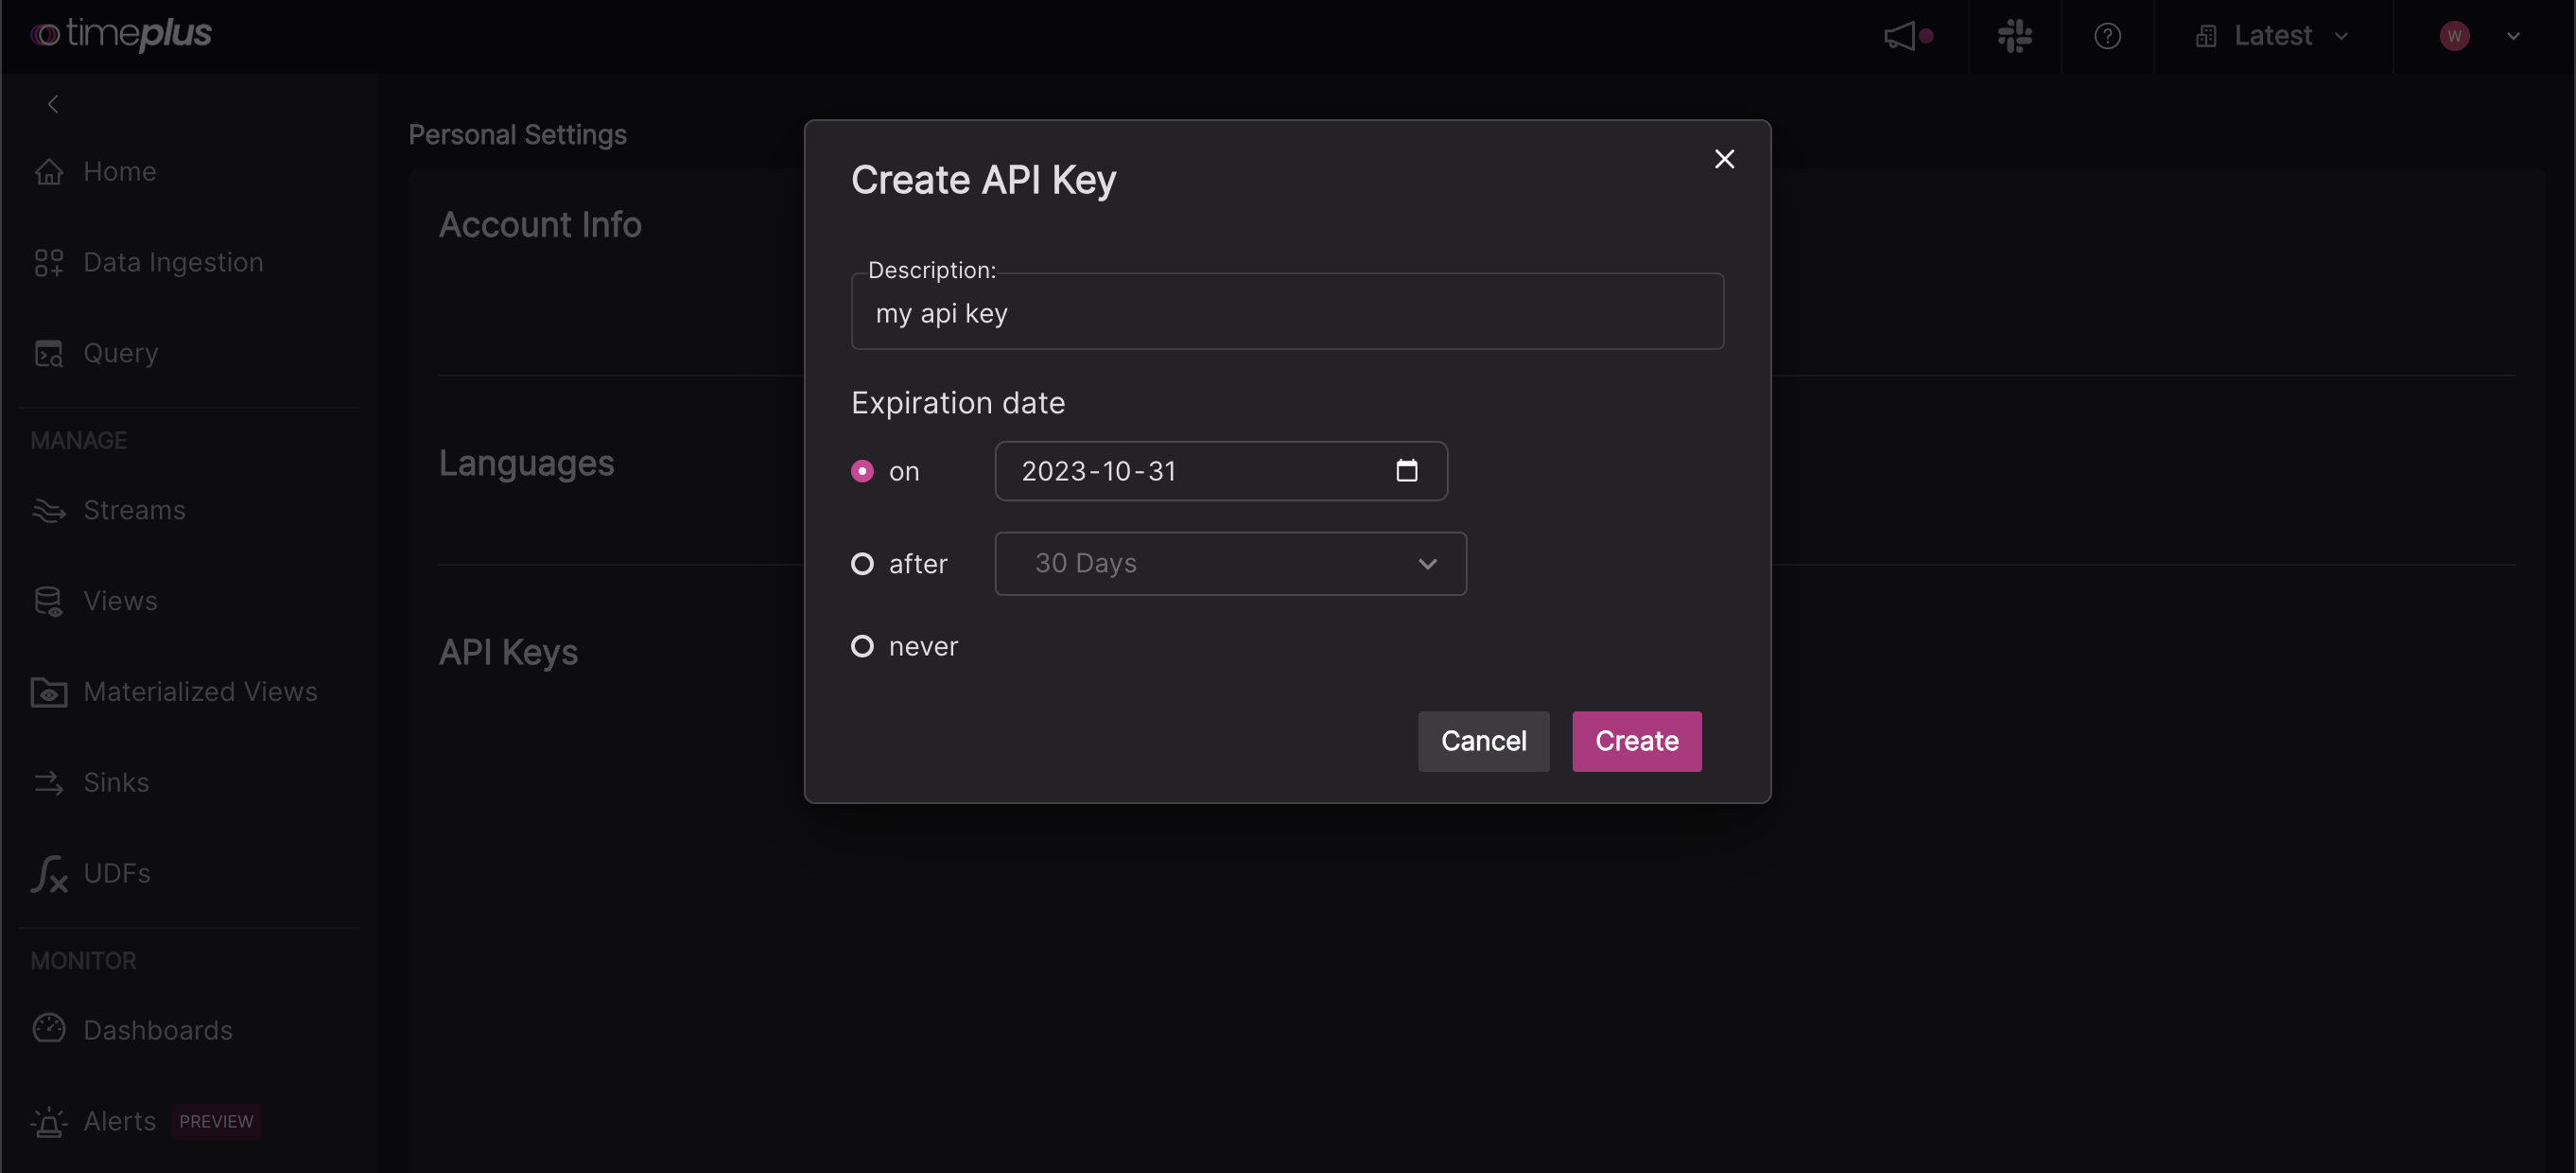 timeplus
Latest
W
Home
Data Ingestion
Query
MANAGE
Streams
Views
Materialized Views
Sinks
UDFs
MONITOR
Dashboards
Alerts PREVIEW
Personal Settings
Account Info
Languages
API Keys
Create API Key
Description:
my api key
Expiration date
on 2023-10-31
after 30 Days
never
Cancel Create